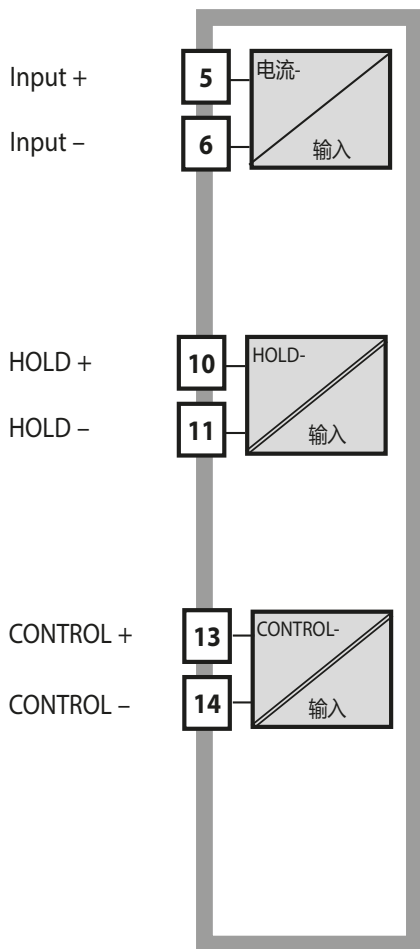 Input + 5 电流-
Input – 6 输入
HOLD + 10 HOLD-
HOLD – 11 输入
CONTROL + 13 CONTROL-
CONTROL – 14 输入